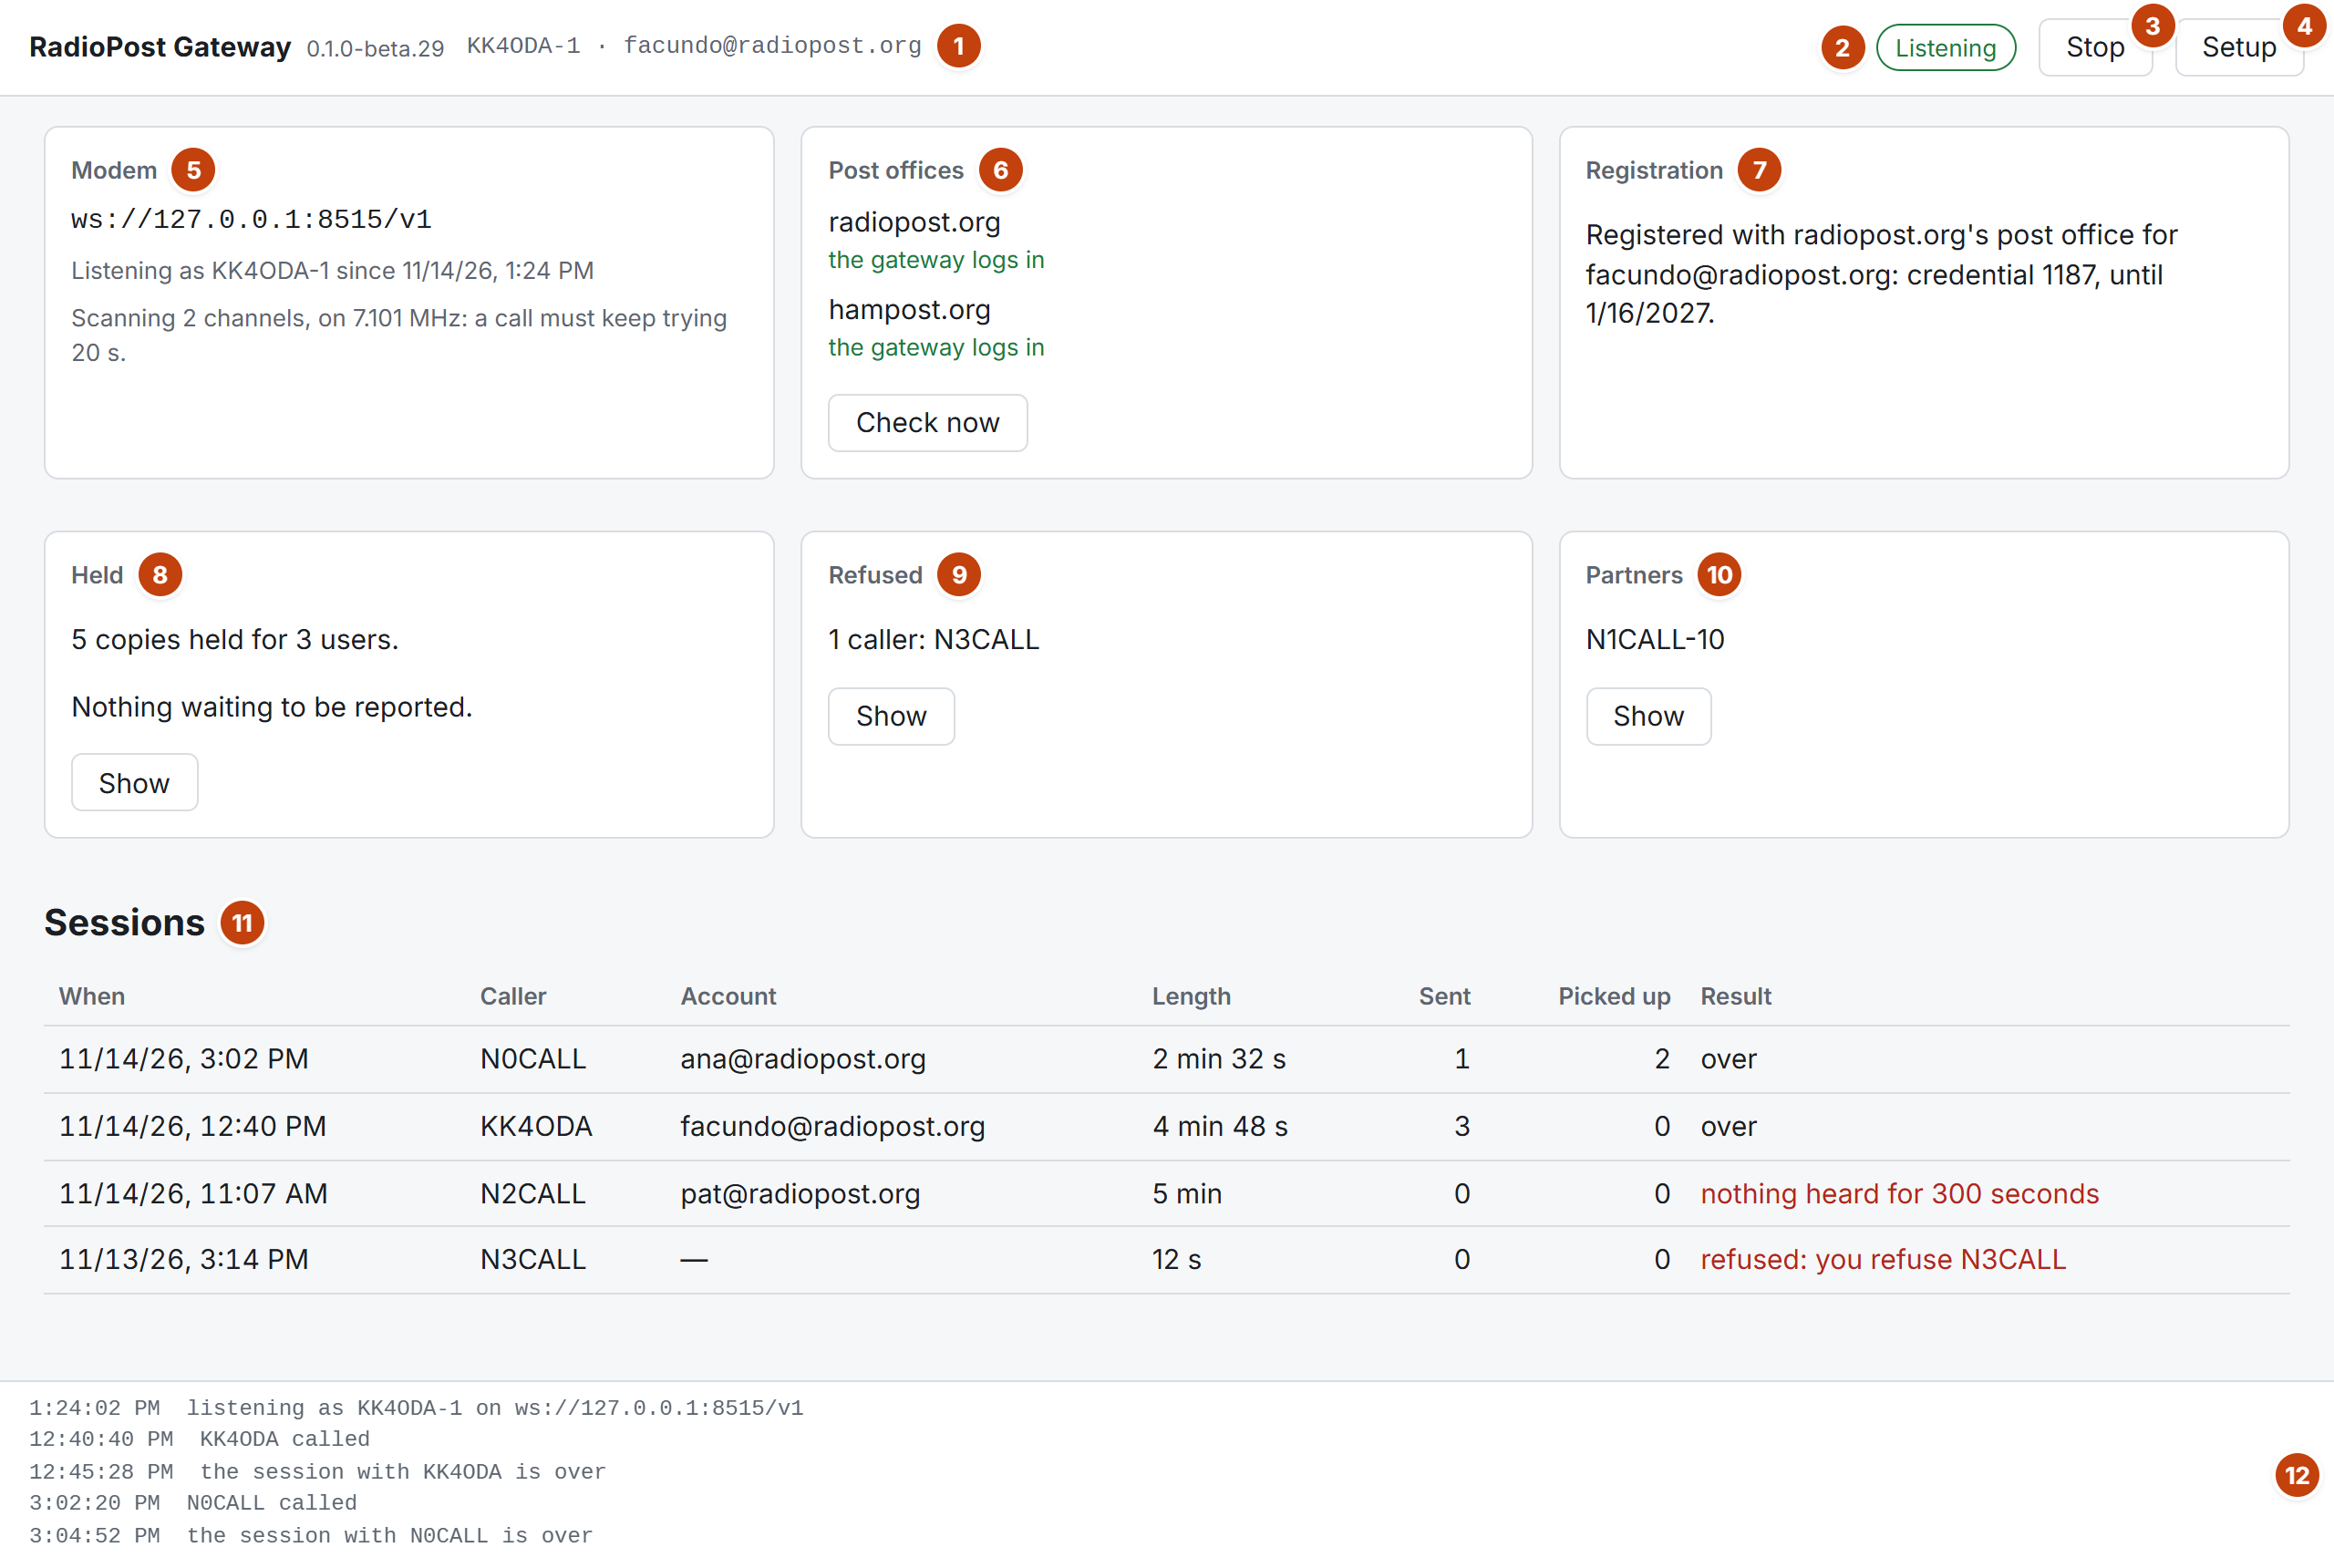 RadioPost Gateway 0.1.0-beta.29 KK4ODA-1 · facundo@radiopost.org 1
2 Listening Stop 3 Setup 4
Modem 5
ws://127.0.0.1:8515/v1
Listening as KK4ODA-1 since 11/14/26, 1:24 PM
Scanning 2 channels, on 7.101 MHz: a call must keep trying
20 s.
Post offices 6
radiopost.org
the gateway logs in
hampost.org
the gateway logs in
Check now
Registration 7
Registered with radiopost.org's post office for
facundo@radiopost.org: credential 1187, until
1/16/2027.
Held 8
5 copies held for 3 users.
Nothing waiting to be reported.
Show
Refused 9
1 caller: N3CALL
Show
Partners 10
N1CALL-10
Show
Sessions 11
When Caller Account Length Sent Picked up Result
11/14/26, 3:02 PM N0CALL ana@radiopost.org 2 min 32 s 1 2 over
11/14/26, 12:40 PM KK4ODA facundo@radiopost.org 4 min 48 s 3 0 over
11/14/26, 11:07 AM N2CALL pat@radiopost.org 5 min 0 0 nothing heard for 300 seconds
11/13/26, 3:14 PM N3CALL — 12 s 0 0 refused: you refuse N3CALL
1:24:02 PM listening as KK4ODA-1 on ws://127.0.0.1:8515/v1
12:40:40 PM KK4ODA called
12:45:28 PM the session with KK4ODA is over
3:02:20 PM N0CALL called
3:04:52 PM the session with N0CALL is over
12